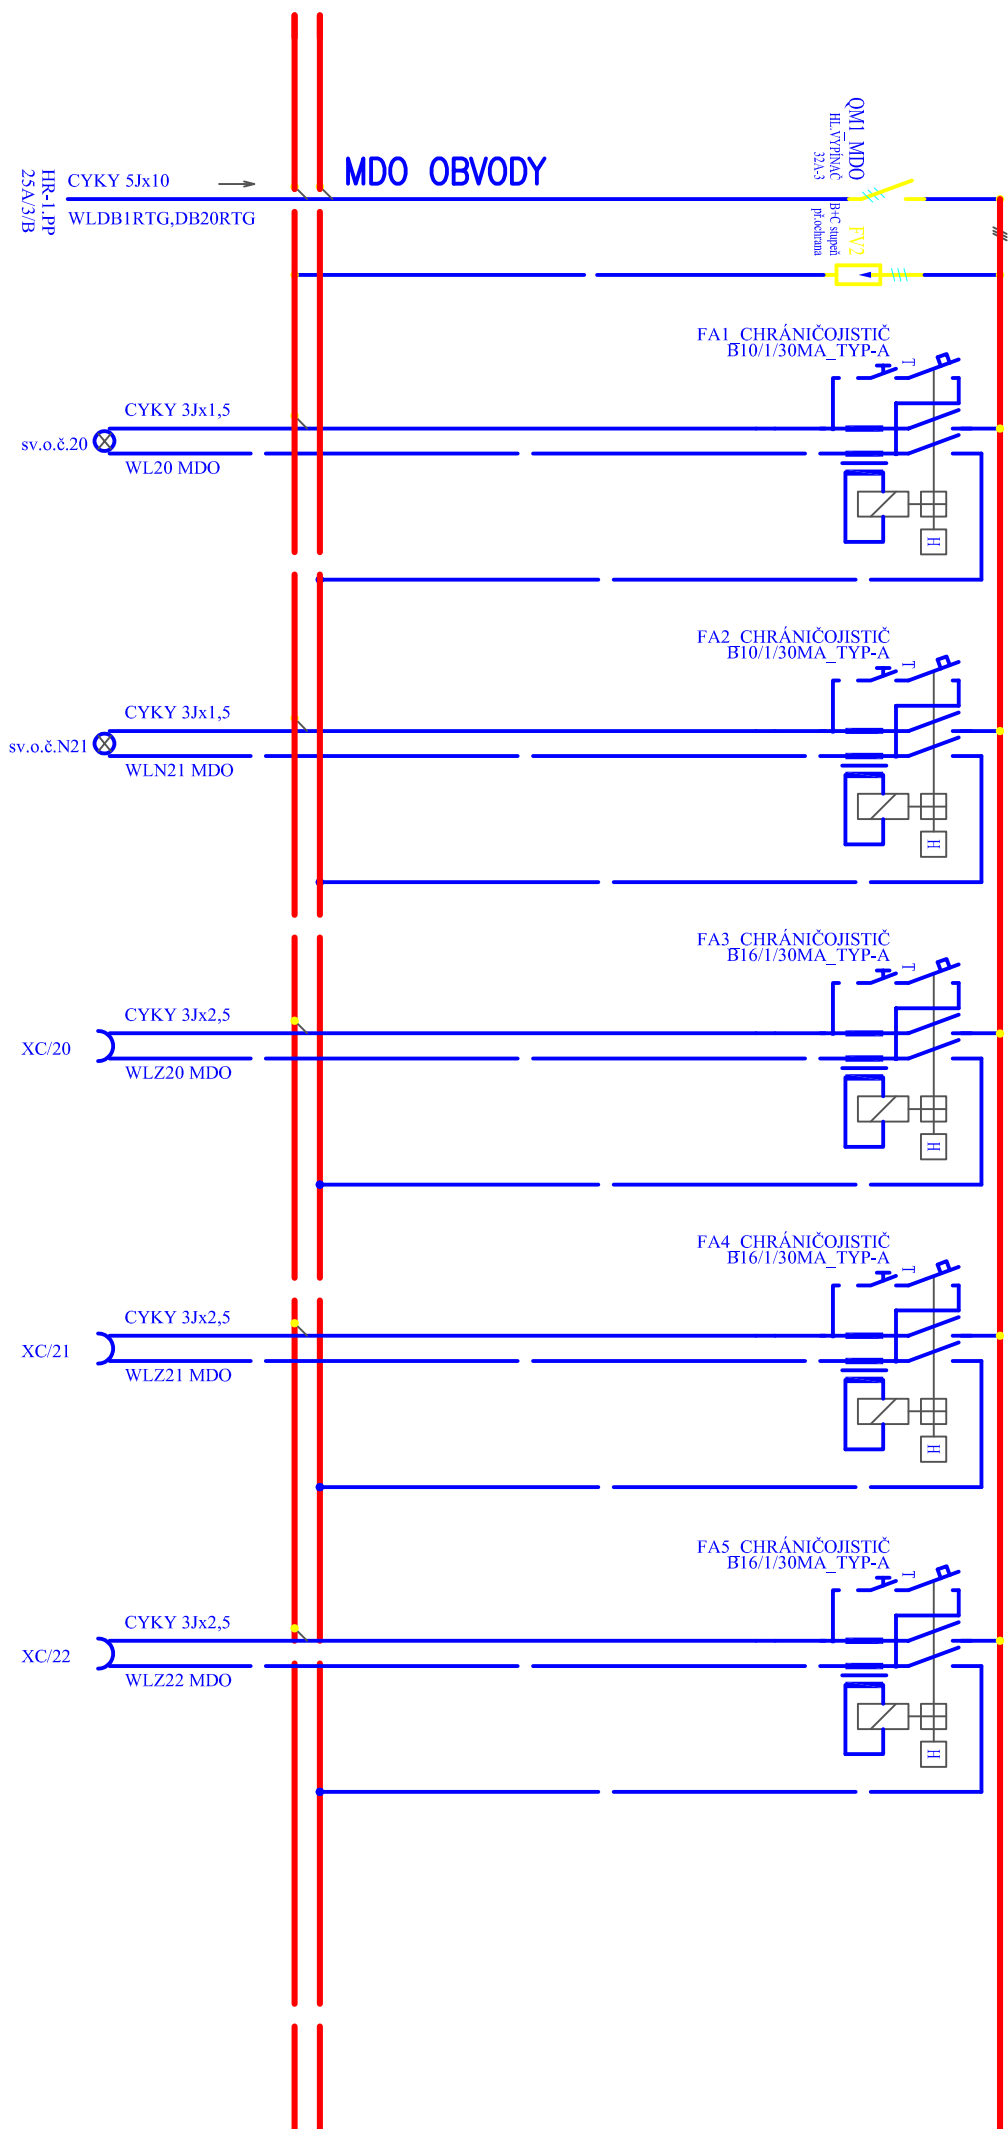 MDO OBVODY
QM1_MDO
HL.VYPÍNAČ
32A-3
HR-1.PP
25A/3/B
CYKY 5Jx10
WLDB1RTG,DB20RTG
FV2
B+C stupeň
př.ochrana
FA1_CHRÁNIČOJISTIČ
B10/1/30MA_TYP-A
T
CYKY 3Jx1,5
sv.o.č.20
WL20 MDO
H
FA2_CHRÁNIČOJISTIČ
B10/1/30MA_TYP-A
T
CYKY 3Jx1,5
sv.o.č.N21
WLN21 MDO
H
FA3_CHRÁNIČOJISTIČ
B16/1/30MA_TYP-A
T
CYKY 3Jx2,5
XC/20
WLZ20 MDO
H
FA4_CHRÁNIČOJISTIČ
B16/1/30MA_TYP-A
T
CYKY 3Jx2,5
XC/21
WLZ21 MDO
H
FA5_CHRÁNIČOJISTIČ
B16/1/30MA_TYP-A
T
CYKY 3Jx2,5
XC/22
WLZ22 MDO
H